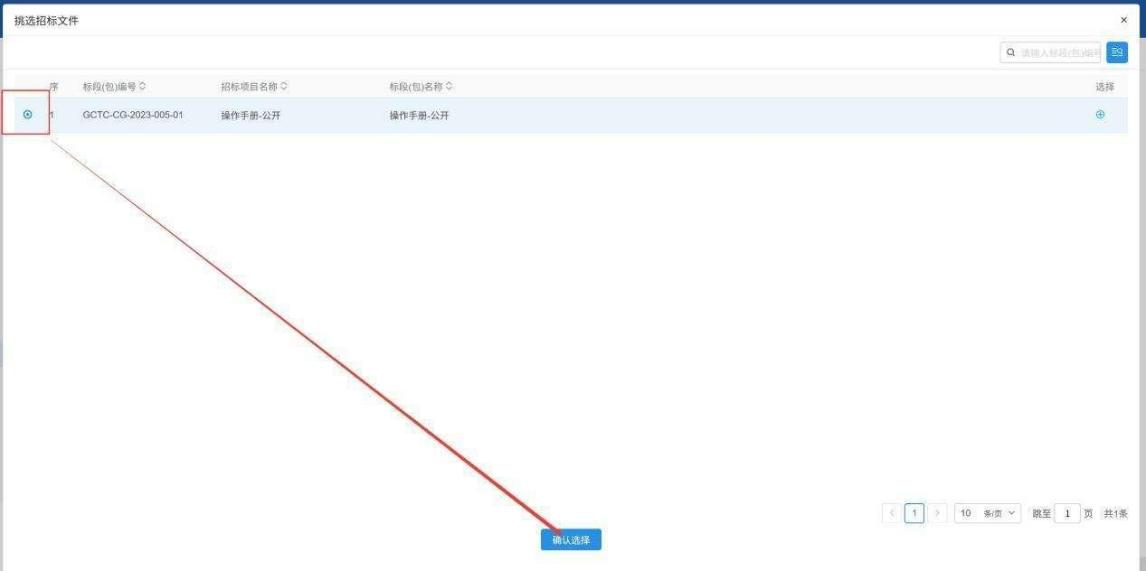 挑选招标文件 ×
请输入标段(包)编号
序 标段(包)编号 招标项目名称 标段(包)名称 选择
1 GCTC-CG-2023-005-01 操作手册-公开 操作手册-公开
< 1 > 10 条/页 跳至 1 页 共1条
确认选择